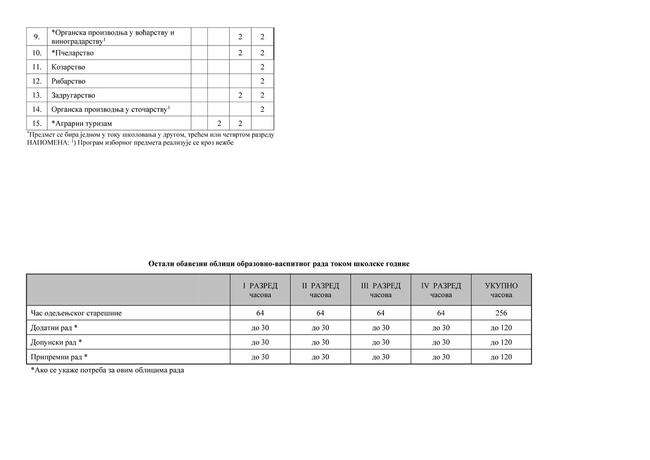 9. *Органска производња у воћарству и виноградарству¹ 2 2
10. *Пчеларство 2 2
11. Козарство 2
12. Рибарство 2
13. Задругарство 2 2
14. Органска производња у сточарству¹ 2
15. *Аграрни туризам 2 2
*Предмет се бира једном у току школовања у другом, трећем или четвртом разреду
НАПОМЕНА: ¹) Програм изборног предмета реализује се кроз вежбе
Остали обавезни облици образовно-васпитног рада током школске године
I РАЗРЕД часова II РАЗРЕД часова III РАЗРЕД часова IV РАЗРЕД часова УКУПНО часова
Час одељењског старешине 64 64 64 64 256
Додатни рад * до 30 до 30 до 30 до 30 до 120
Допунски рад * до 30 до 30 до 30 до 30 до 120
Припремни рад * до 30 до 30 до 30 до 30 до 120
*Ако се укаже потреба за овим облицима рада